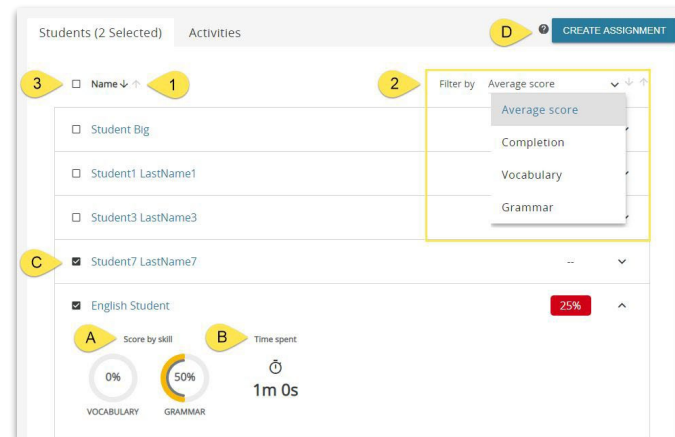 Students (2 Selected) Activities D ? CREATE ASSIGNMENT
3 Name 1 2 Filter by Average score
Average score
Student Big
Completion
Student1 LastName1
Vocabulary
Student3 LastName3
Grammar
C Student7 LastName7 --
English Student 25%
A Score by skill B Time spent
0% 50%
1m 0s
VOCABULARY GRAMMAR